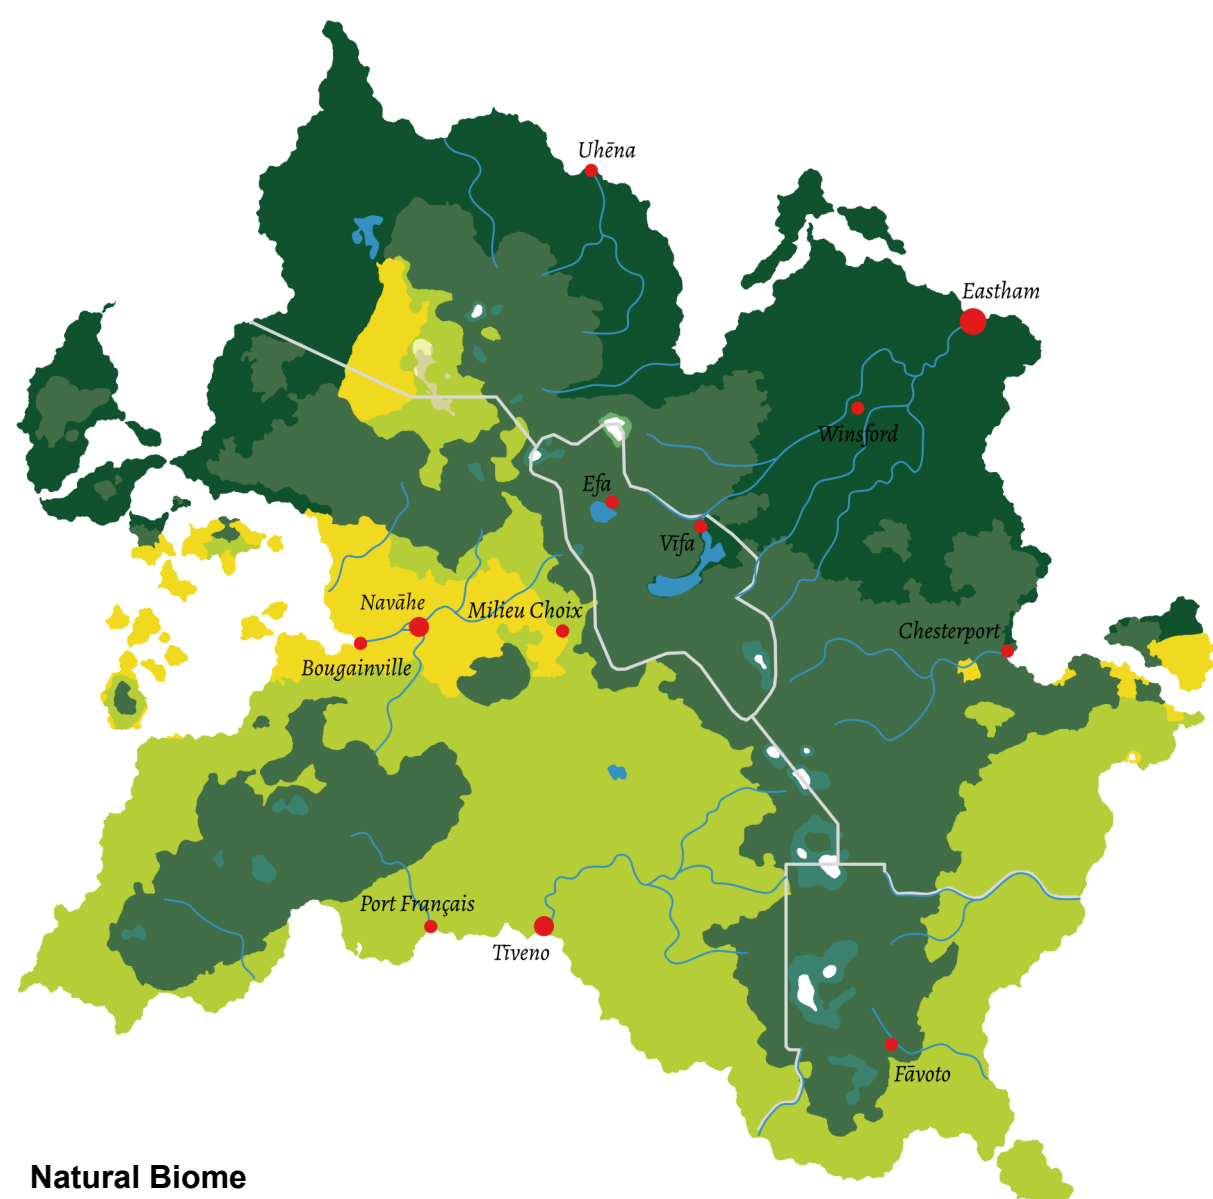 Uhēna
Eastham
Winsford
Efa
Vīfa
Navāhe
Milieu Choix
Chesterport
Bougainville
Port Français
Tīveno
Fāvoto
Natural Biome